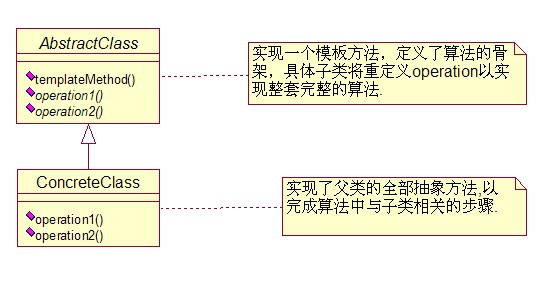 AbstractClass
templateMethod()
operation1()
operation2()
实现一个模板方法，定义了算法的骨
架，具体子类将重定义operation以实
现整套完整的算法.
ConcreteClass
operation1()
operation2()
实现了父类的全部抽象方法,以
完成算法中与子类相关的步骤.